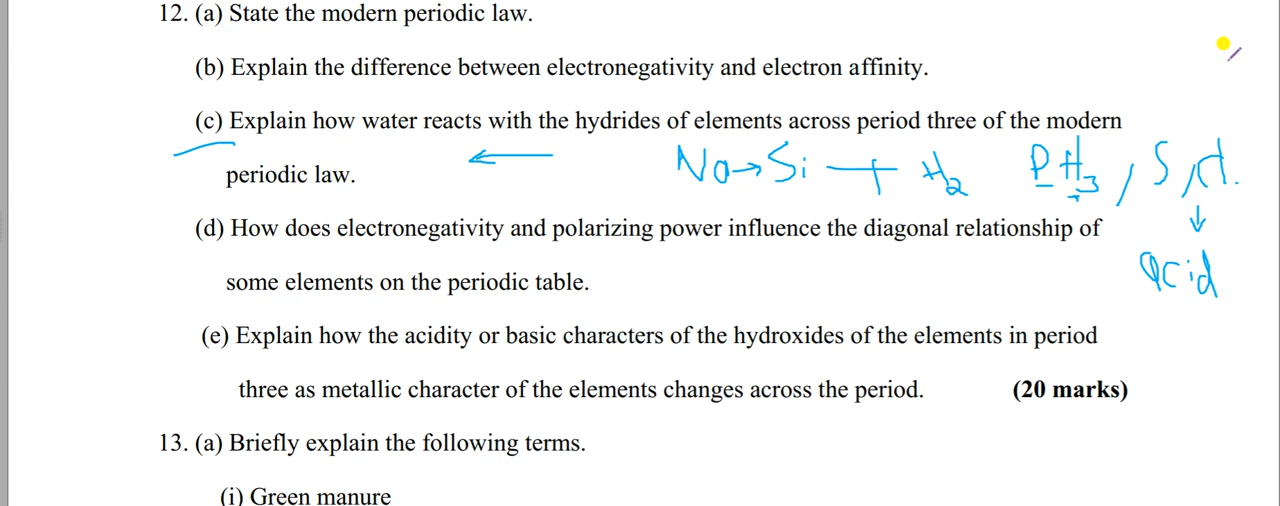 12. (a) State the modern periodic law.
(b) Explain the difference between electronegativity and electron affinity.
(c) Explain how water reacts with the hydrides of elements across period three of the modern
periodic law.
Na→Si + H2 PH3, S, Cl.
↓
acid
(d) How does electronegativity and polarizing power influence the diagonal relationship of
some elements on the periodic table.
(e) Explain how the acidity or basic characters of the hydroxides of the elements in period
three as metallic character of the elements changes across the period. (20 marks)
13. (a) Briefly explain the following terms.
(i) Green manure